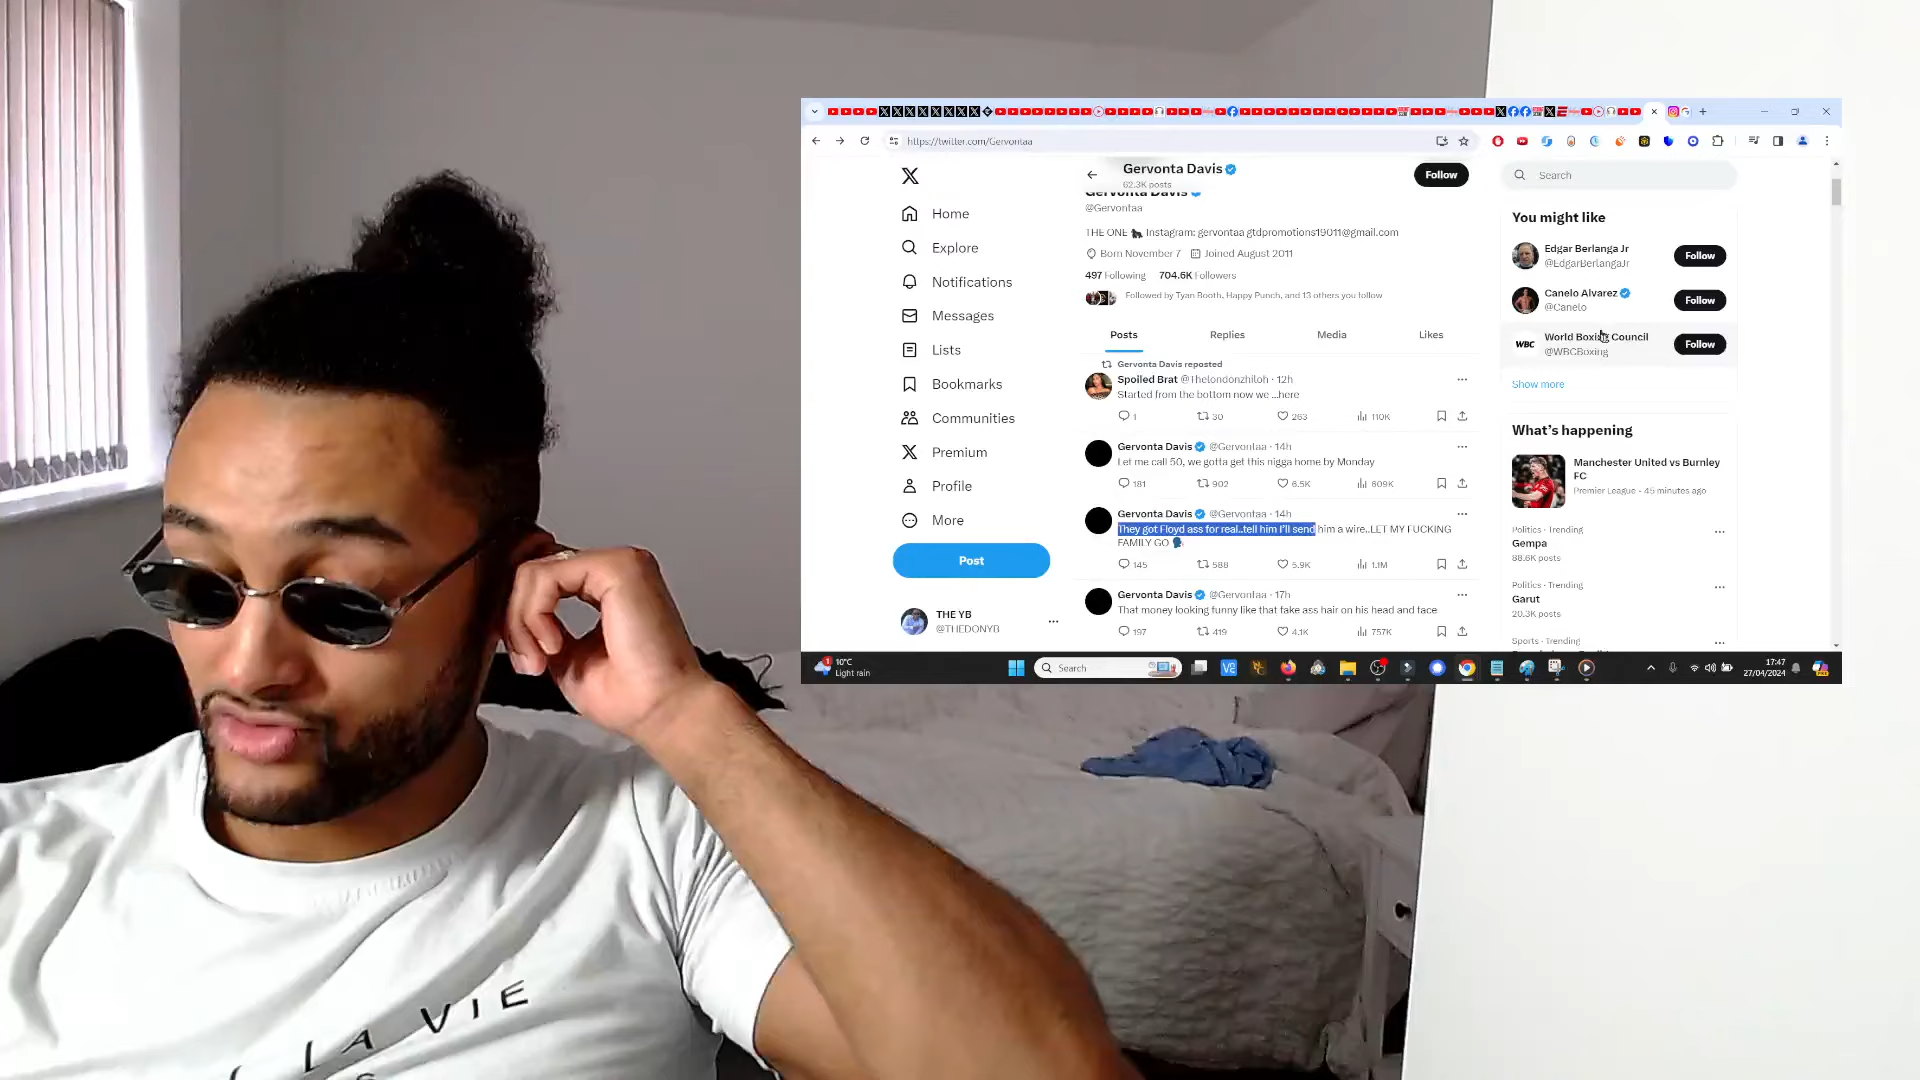 https://twitter.com/Gervontaa
Gervonta Davis
62.3K posts
Follow
Gervonta Davis
@Gervontaa
THE ONE 🦍 Instagram: gervontaa gtdpromotions19011@gmail.com
Born November 7 Joined August 2011
497 Following 704.6K Followers
Followed by Tyan Booth, Happy Punch, and 13 others you follow
Posts Replies Media Likes
Gervonta Davis reposted
Spoiled Brat @Thelondonzhiloh · 12h
Started from the bottom now we ...here
1 30 263 110K
Gervonta Davis @Gervontaa · 14h
Let me call 50, we gotta get this nigga home by Monday
181 902 6.5K 609K
Gervonta Davis @Gervontaa · 14h
They got Floyd ass for real..tell him I'll send him a wire..LET MY FUCKING
FAMILY GO 🗣
145 588 5.9K 1.1M
Gervonta Davis @Gervontaa · 17h
That money looking funny like that fake ass hair on his head and face
197 419 4.1K 757K
Home
Explore
Notifications
Messages
Lists
Bookmarks
Communities
Premium
Profile
More
Post
THE YB
@THEDONYB
Search
You might like
Edgar Berlanga Jr
@EdgarBerlangaJr
Follow
Canelo Alvarez
@Canelo
Follow
WBC
World Boxing Council
@WBCBoxing
Follow
Show more
What's happening
Manchester United vs Burnley
FC
Premier League · 45 minutes ago
Politics · Trending
Gempa
88.6K posts
Politics · Trending
Garut
20.3K posts
Sports · Trending
1
10°C
Light rain
Search
17:47
27/04/2024
LA VIE